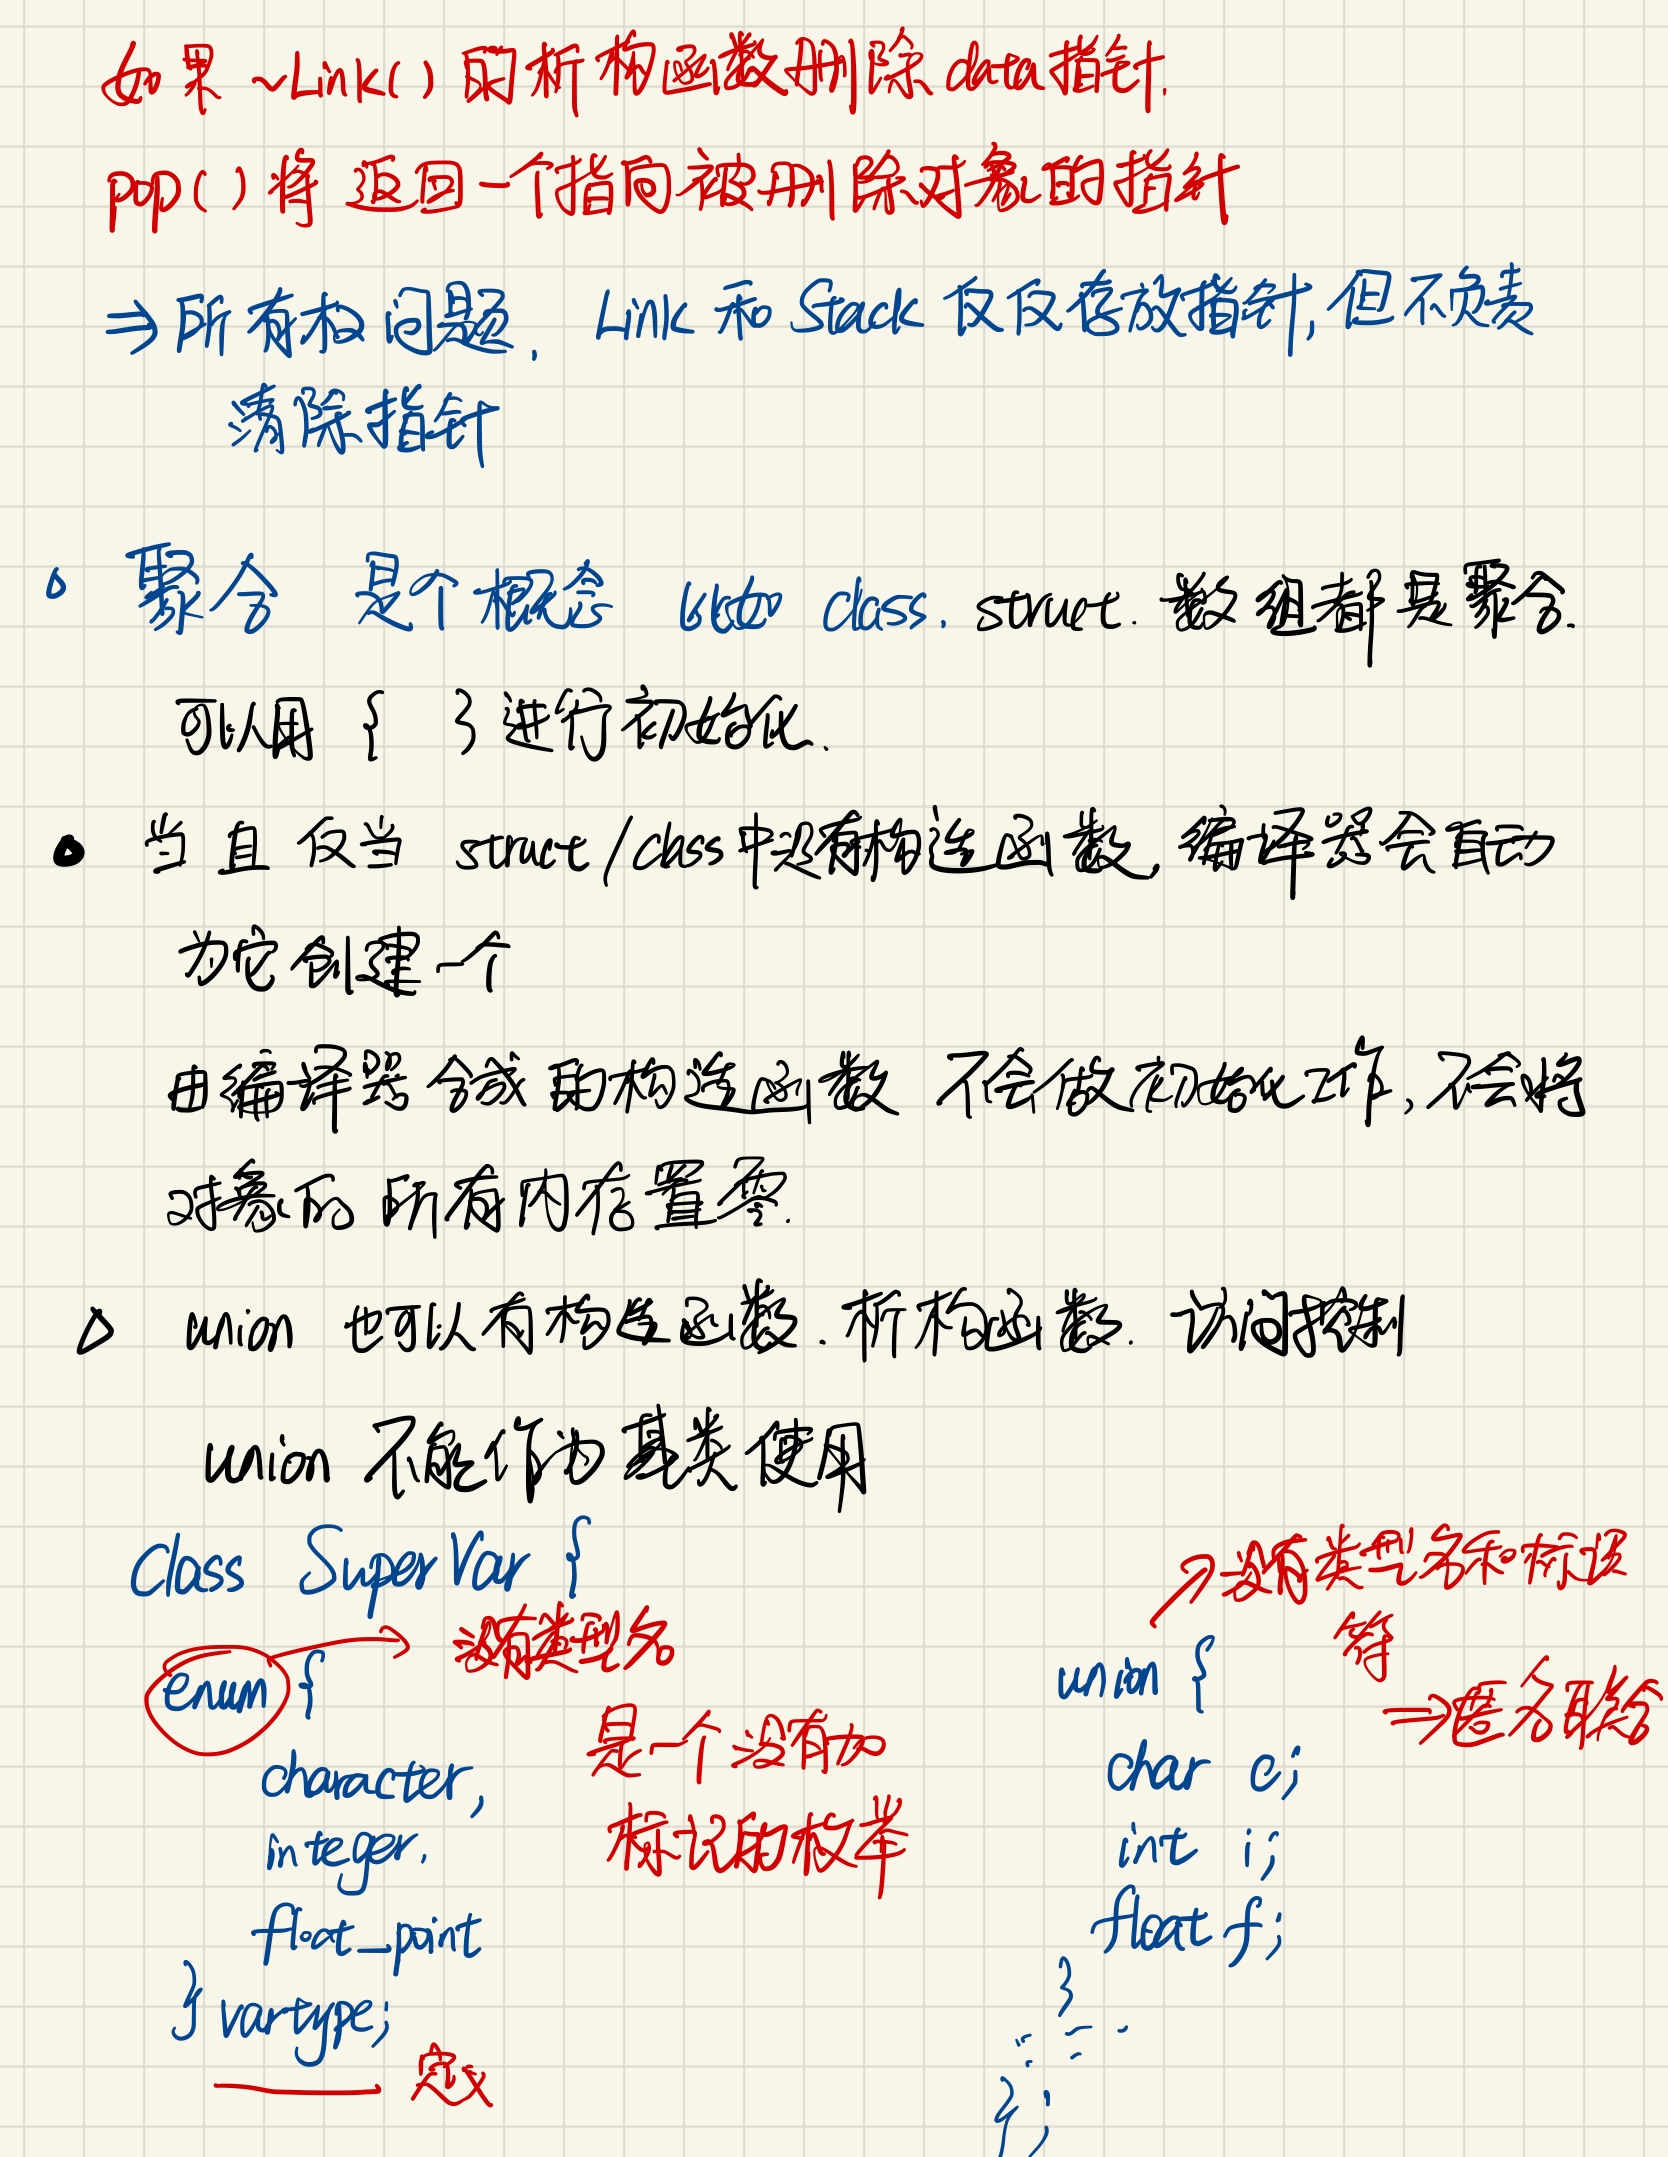 如果 ~Link() 的析构函数删除 data指针.
pop() 将 返回一个指向被删除对象的指针
⇒ 所有权问题, Link 和 Stack 仅仅存放指针, 但不负责
清除指针
聚合 是个概念 比如 class. struct. 数组都是聚合.
可以用 { } 进行初始化.
当且仅当 struct/class中没有构造函数, 编译器会自动
为它创建一个
由编译器合成的构造函数 不会做初始化工作, 不会将
对象的所有内存置零.
union 也可以有构造函数. 析构函数. 访问控制
union 不能作为基类使用
Class SuperVar {
enum {
→ 没有类型名
character,
integer,
float_point
} vartype;
定义
是一个没有加
标记的枚举
union {
→ 没有类型名和标识
符
→ 匿名联合
char c;
int i;
float f;
}
};